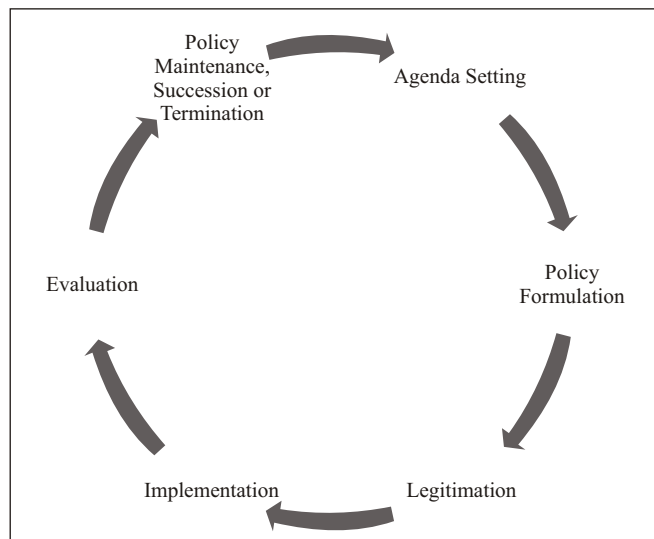 Policy
Maintenance,
Succession or
Termination
Agenda Setting
Policy
Formulation
Legitimation
Implementation
Evaluation